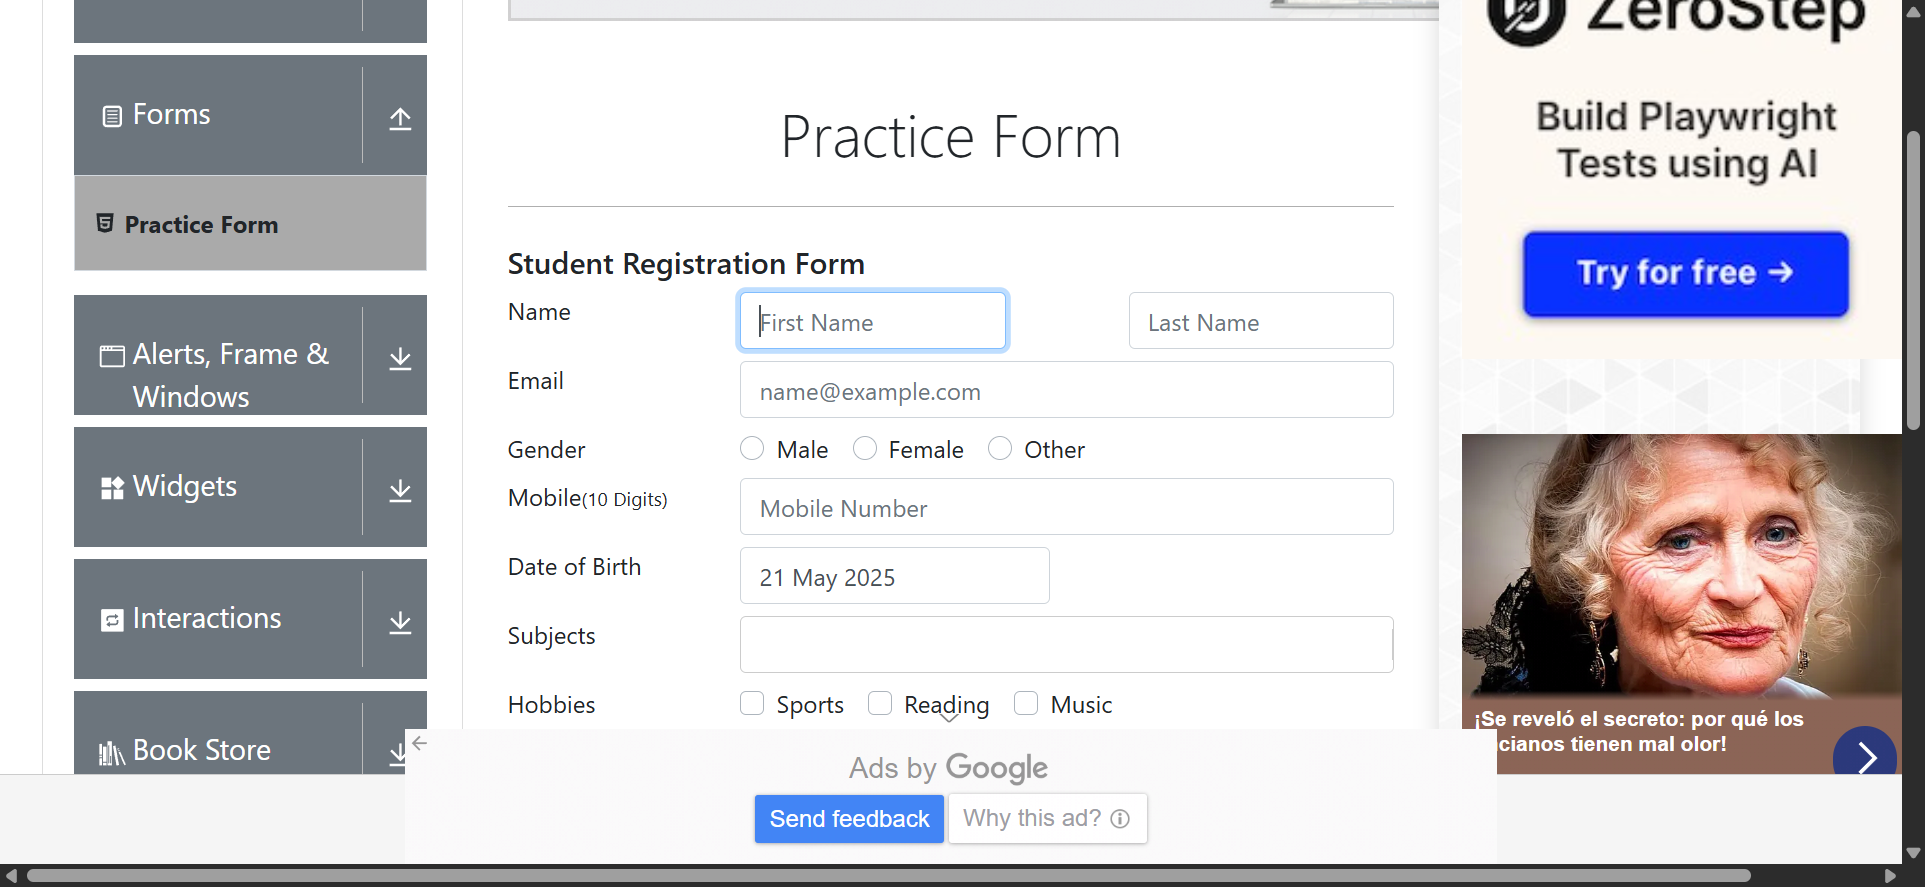 Forms
Practice Form
Alerts, Frame &
Windows
Widgets
Interactions
Book Store
Practice Form
Student Registration Form
Name
First Name
Last Name
Email
name@example.com
Gender
Male
Female
Other
Mobile(10 Digits)
Mobile Number
Date of Birth
21 May 2025
Subjects
Hobbies
Sports
Reading
Music
Ads by Google
Send feedback
Why this ad?
ZeroStep
Build Playwright
Tests using AI
Try for free →
¡Se reveló el secreto: por qué los
cianos tienen mal olor!